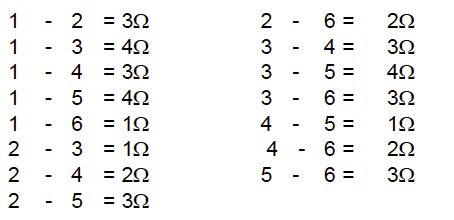 1 - 2 = 3Ω
1 - 3 = 4Ω
1 - 4 = 3Ω
1 - 5 = 4Ω
1 - 6 = 1Ω
2 - 3 = 1Ω
2 - 4 = 2Ω
2 - 5 = 3Ω
2 - 6 = 2Ω
3 - 4 = 3Ω
3 - 5 = 4Ω
3 - 6 = 3Ω
4 - 5 = 1Ω
4 - 6 = 2Ω
5 - 6 = 3Ω